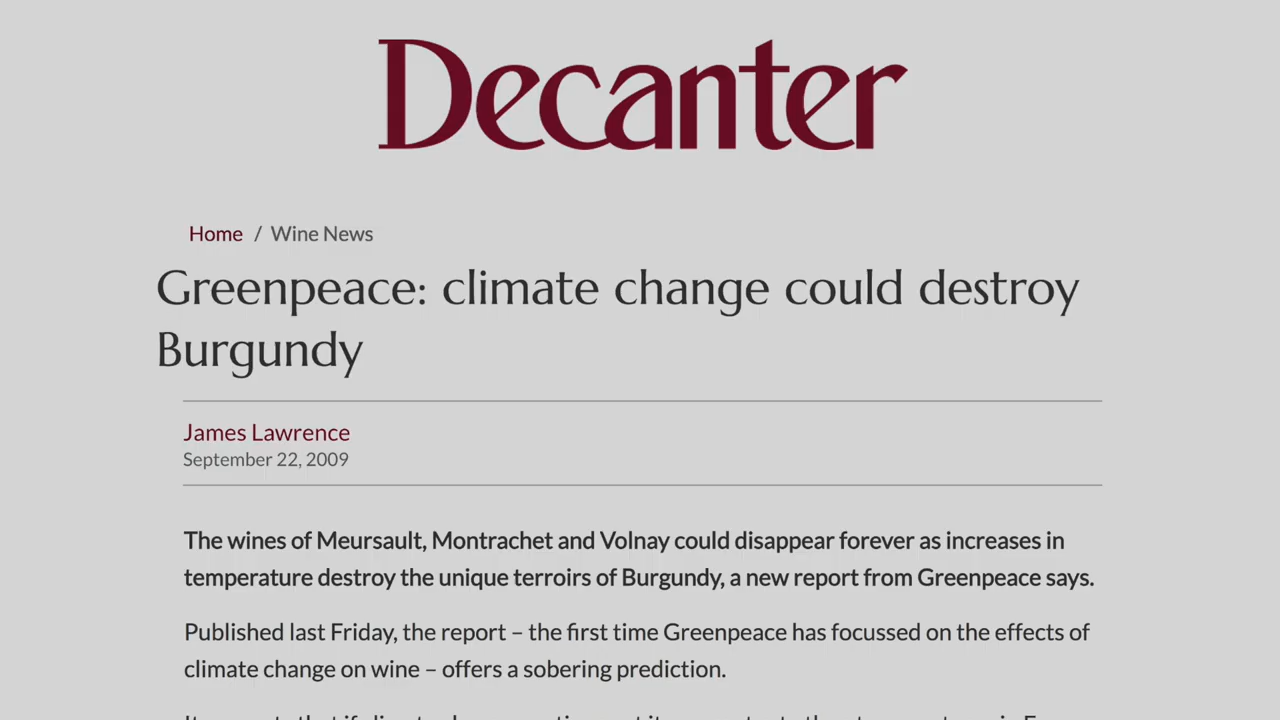 Decanter
Home / Wine News
Greenpeace: climate change could destroy
Burgundy
James Lawrence
September 22, 2009
The wines of Meursault, Montrachet and Volnay could disappear forever as increases in
temperature destroy the unique terroirs of Burgundy, a new report from Greenpeace says.
Published last Friday, the report – the first time Greenpeace has focussed on the effects of
climate change on wine – offers a sobering prediction.